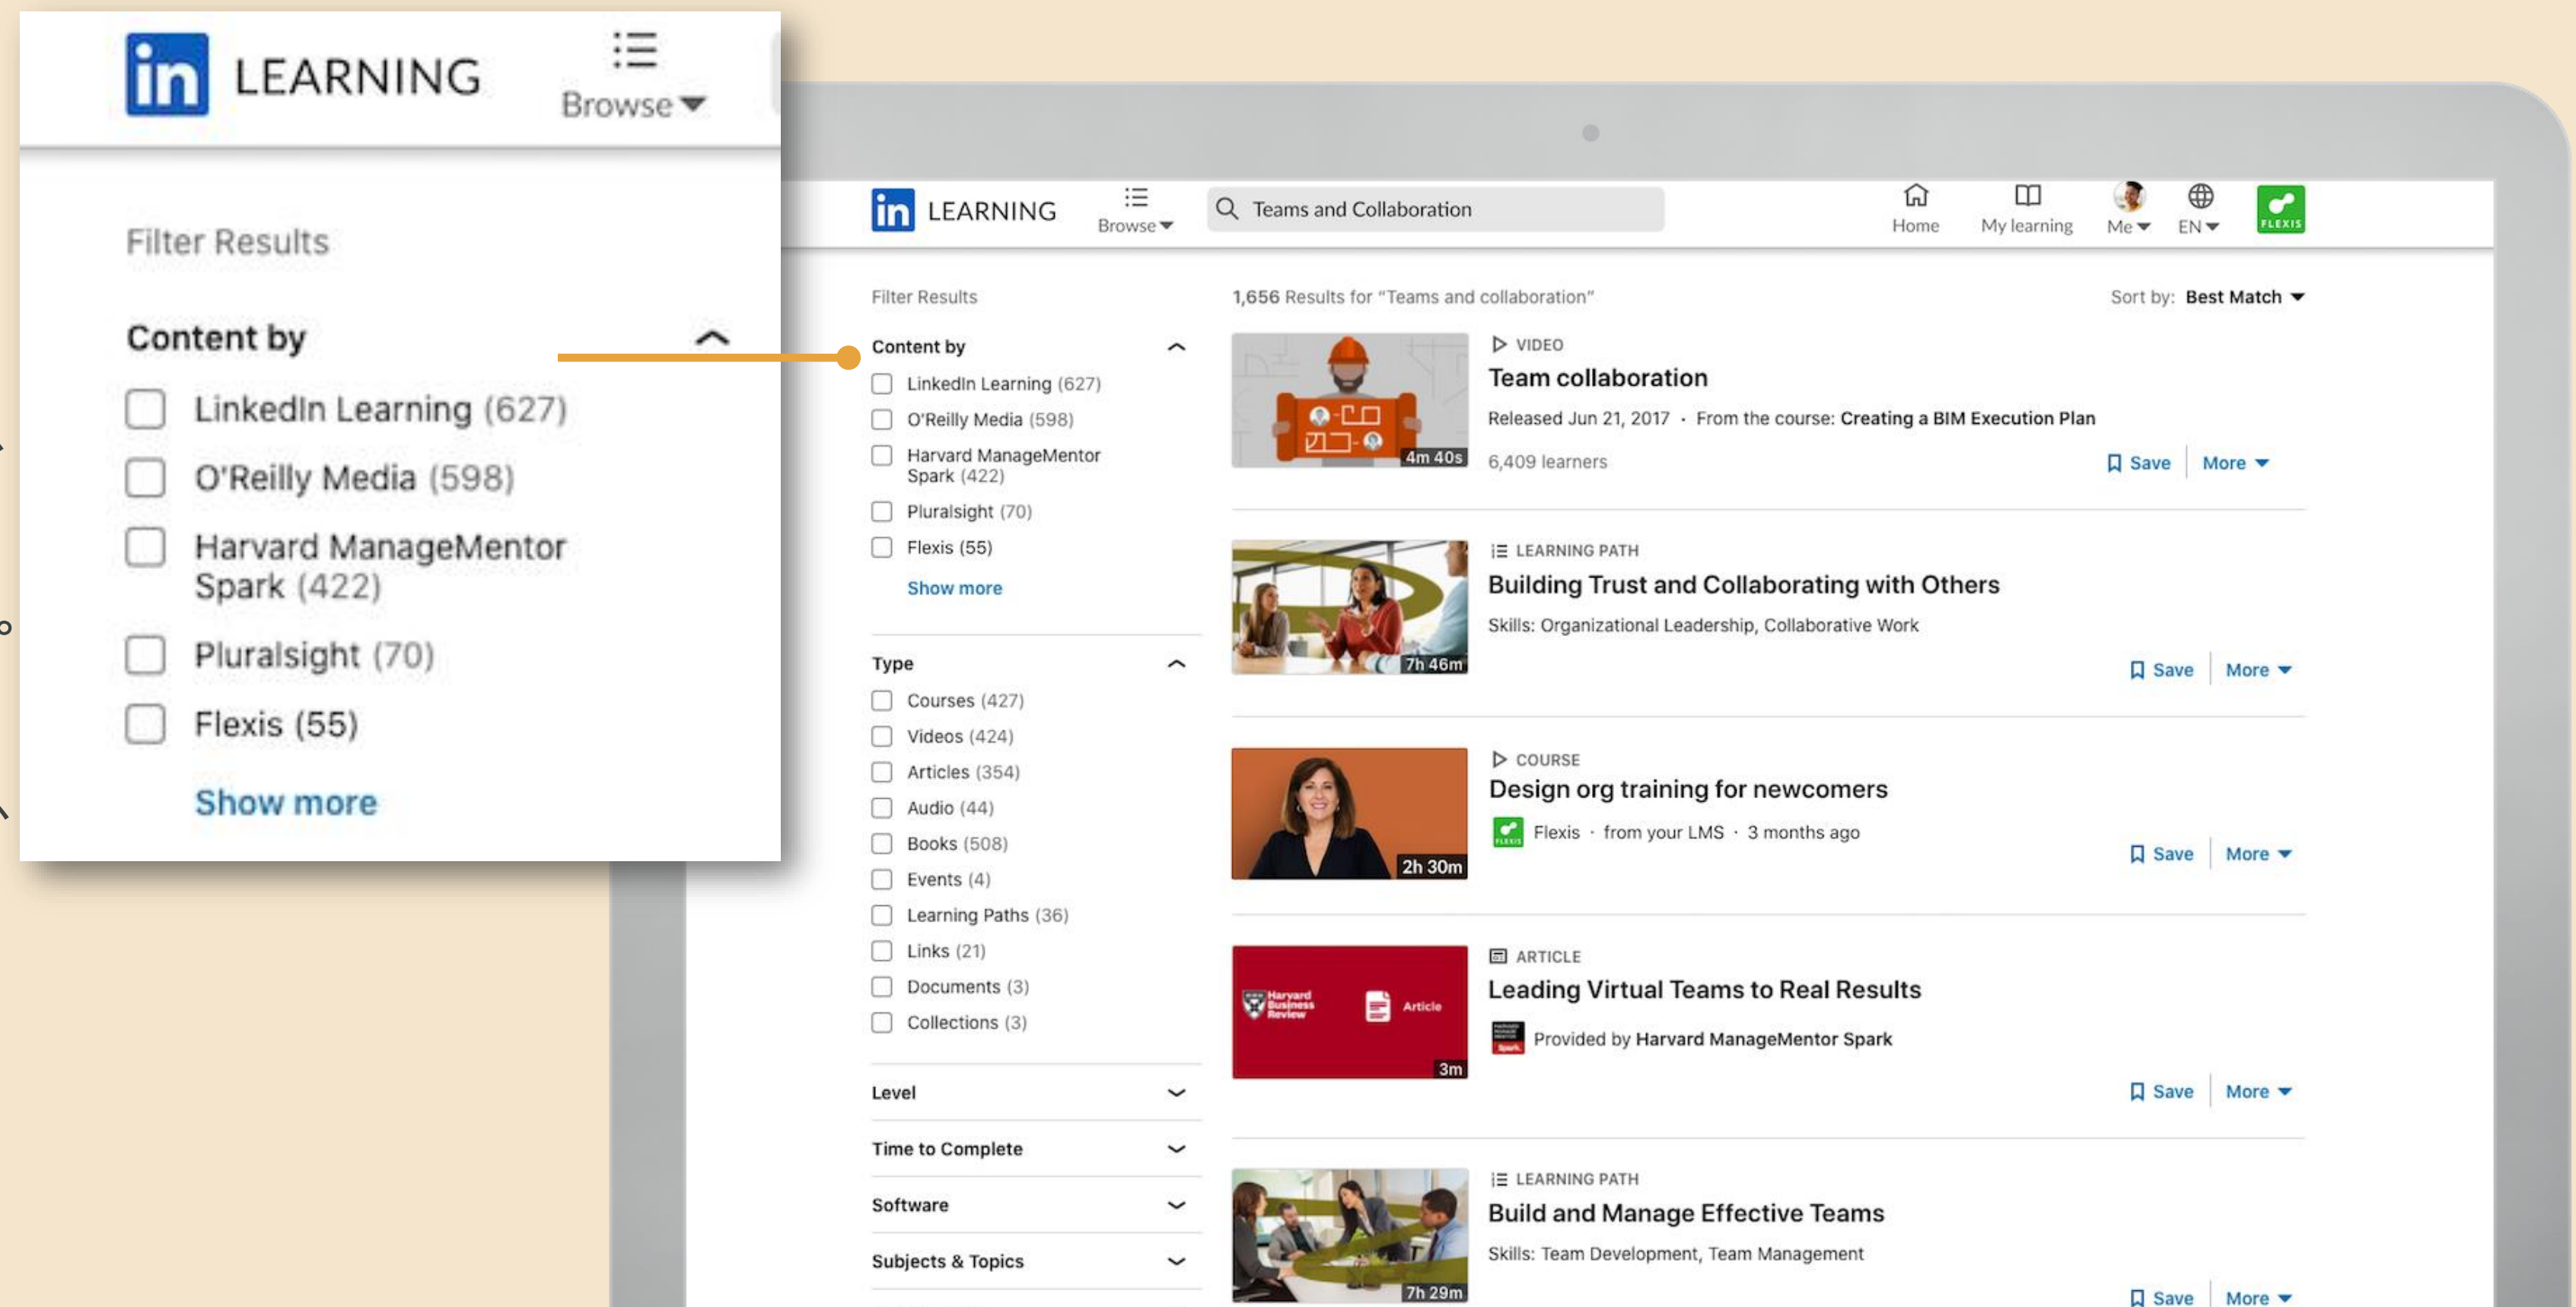 in LEARNING
Browse
Filter Results
Content by
LinkedIn Learning (627)
O'Reilly Media (598)
Harvard ManageMentor
Spark (422)
Pluralsight (70)
Flexis (55)
Show more
in LEARNING
Browse
Teams and Collaboration
Home
My learning
Me
EN
FLEXIS
Filter Results
Content by
LinkedIn Learning (627)
O'Reilly Media (598)
Harvard ManageMentor
Spark (422)
Pluralsight (70)
Flexis (55)
Show more
Type
Courses (427)
Videos (424)
Articles (354)
Audio (44)
Books (508)
Events (4)
Learning Paths (36)
Links (21)
Documents (3)
Collections (3)
Level
Time to Complete
Software
Subjects & Topics
1,656 Results for “Teams and collaboration”
Sort by: Best Match
4m 40s
VIDEO
Team collaboration
Released Jun 21, 2017 · From the course: Creating a BIM Execution Plan
6,409 learners
Save More
7h 46m
LEARNING PATH
Building Trust and Collaborating with Others
Skills: Organizational Leadership, Collaborative Work
Save More
2h 30m
COURSE
Design org training for newcomers
FLEXIS
Flexis · from your LMS · 3 months ago
Save More
Harvard
Business
Review
Article
3m
ARTICLE
Leading Virtual Teams to Real Results
Spark.
Provided by Harvard ManageMentor Spark
Save More
7h 29m
LEARNING PATH
Build and Manage Effective Teams
Skills: Team Development, Team Management
Save More